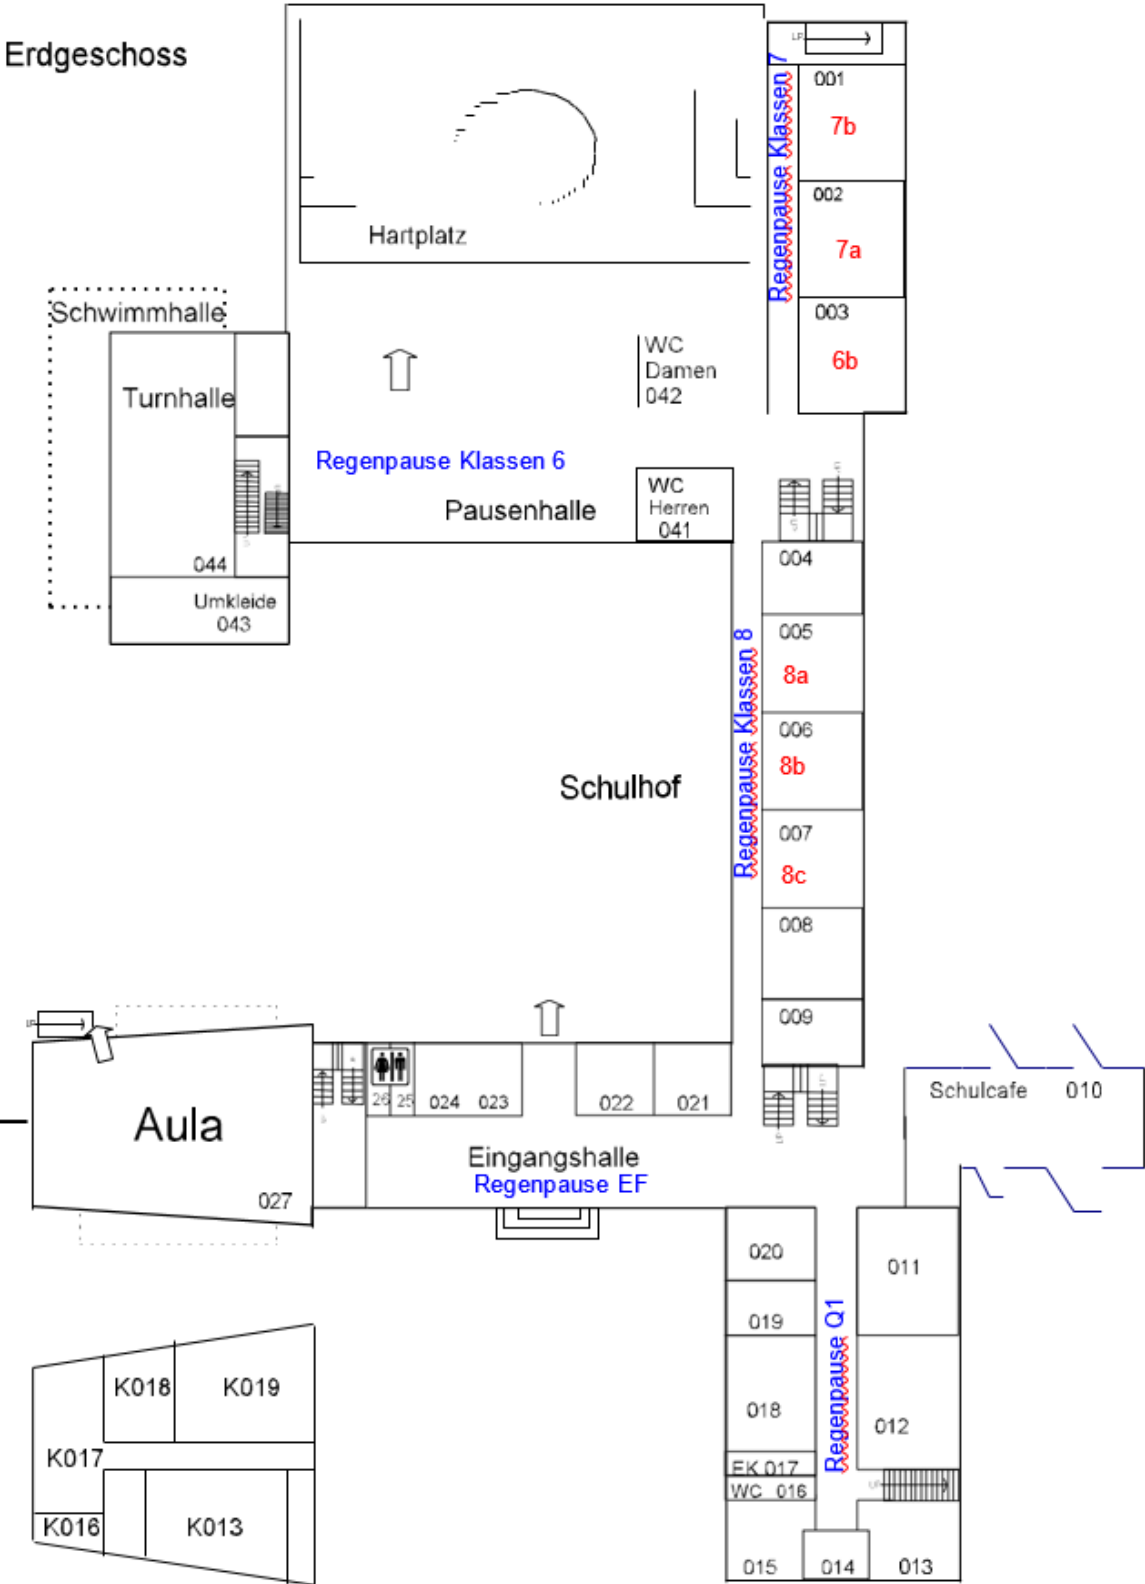 Erdgeschoss
UP
Regenpause Klassen 7
001
7b
002
7a
003
6b
Hartplatz
Schwimmhalle
Turnhalle
WC
Damen
042
Regenpause Klassen 6
Pausenhalle
WC
Herren
041
044
Umkleide
043
004
005
8a
006
8b
007
8c
008
009
Regenpause Klassen 8
Schulhof
Aula
027
26
25
024
023
022
021
Eingangshalle
Regenpause EF
Schulcafe
010
020
019
018
EK 017
WC 016
015
014
013
011
012
Regenpause Q1
K018
K019
K017
K016
K013